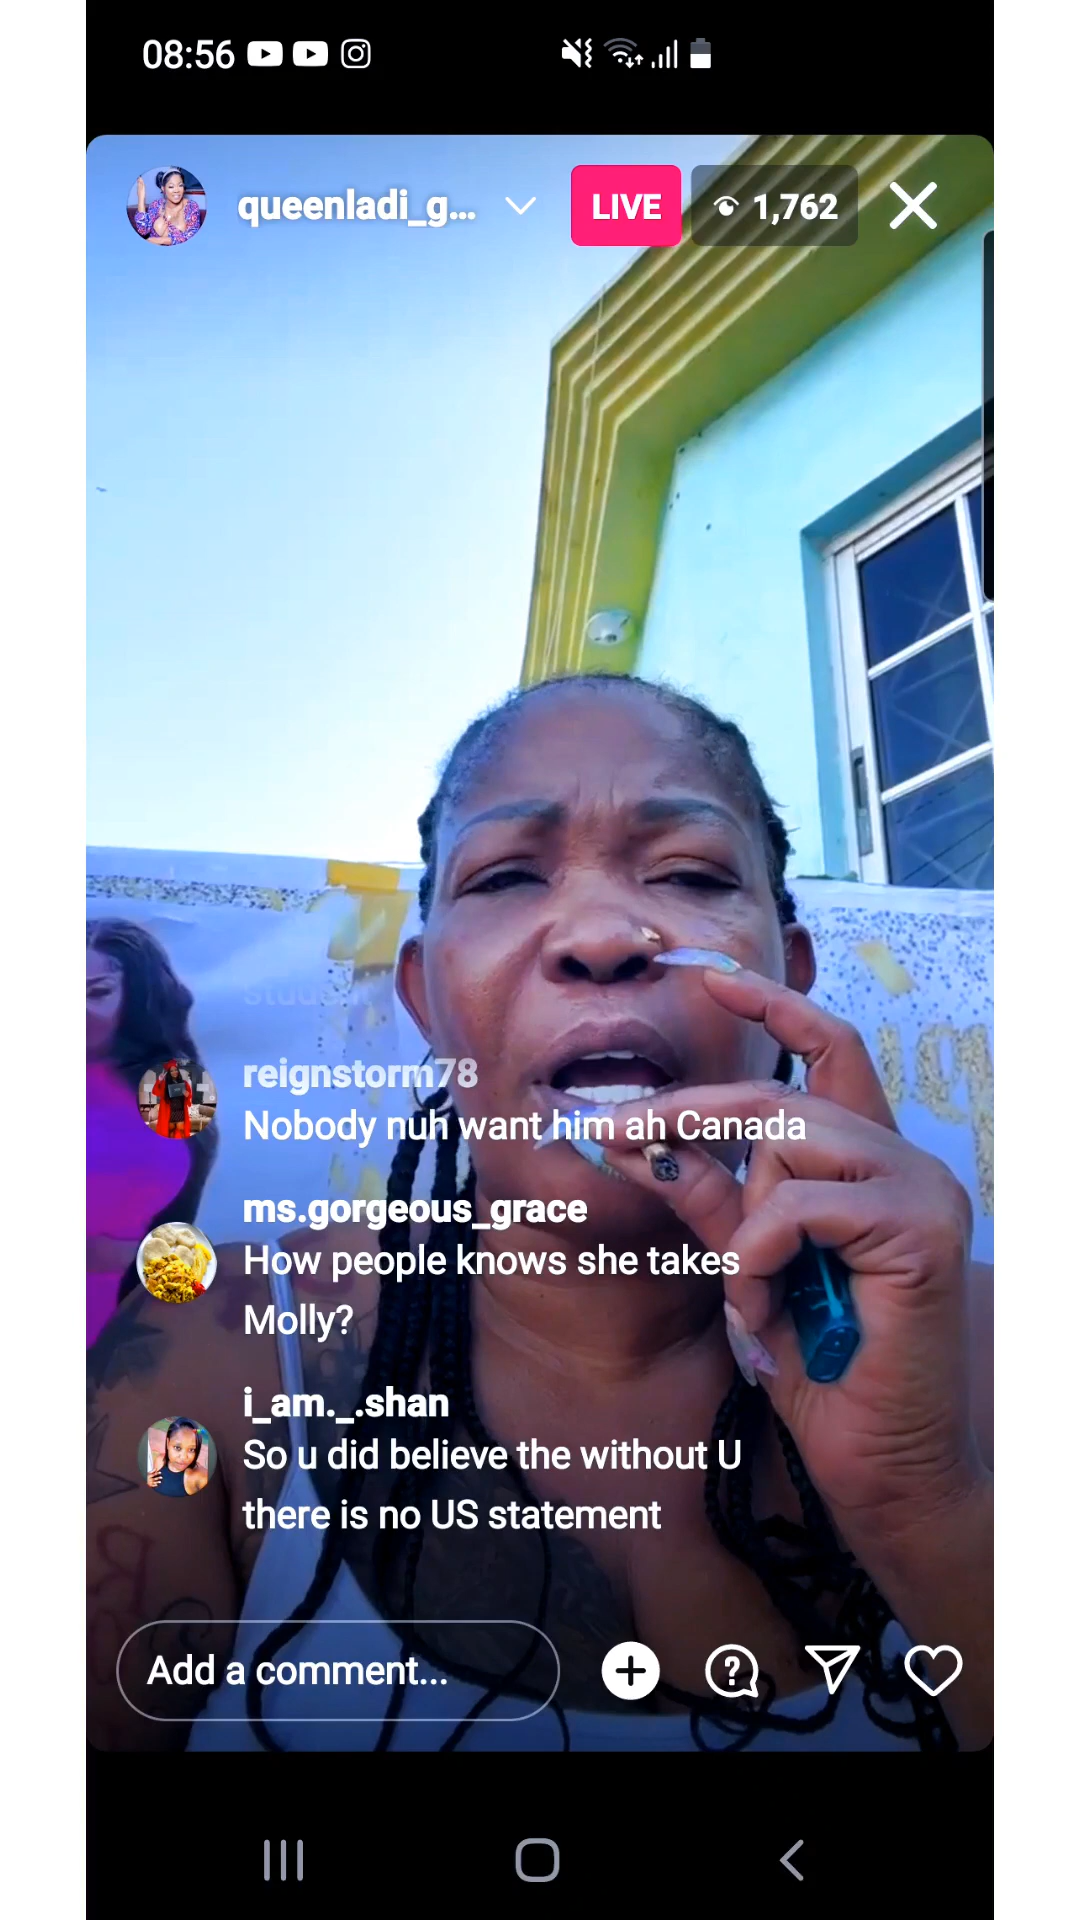 08:56
queenladi_g...
LIVE
1,762
student
reignstorm78
Nobody nuh want him ah Canada
ms.gorgeous_grace
How people knows she takes
Molly?
i_am._.shan
So u did believe the without U
there is no US statement
Add a comment...